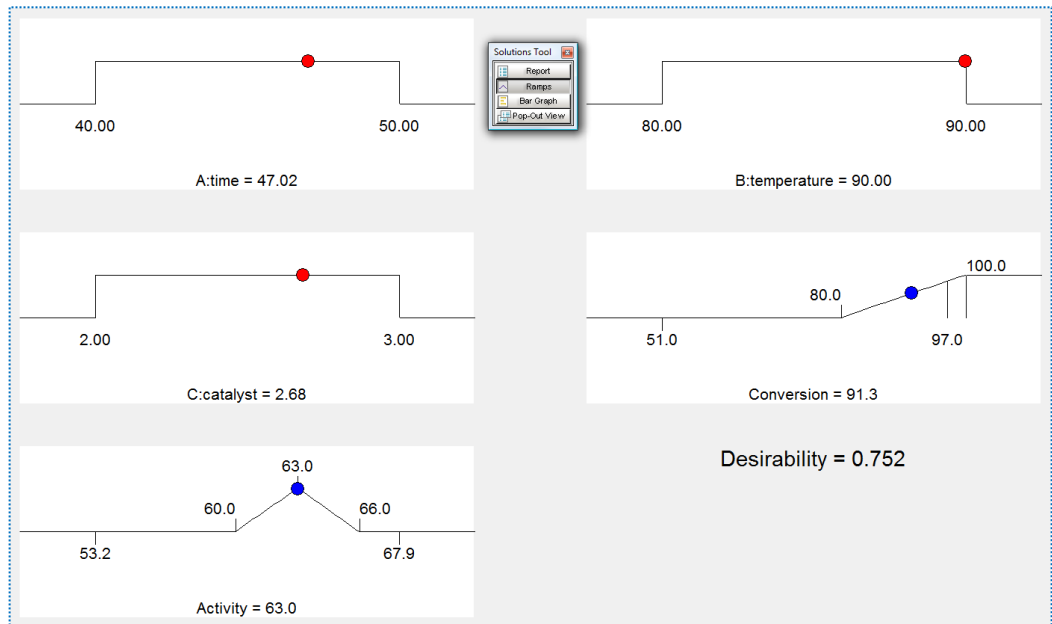 40.00
50.00
A:time = 47.02
Solutions Tool
Report
Ramps
Bar Graph
Pop-Out View
80.00
90.00
B:temperature = 90.00
2.00
3.00
C:catalyst = 2.68
100.0
80.0
51.0
97.0
Conversion = 91.3
63.0
60.0
66.0
53.2
67.9
Activity = 63.0
Desirability = 0.752